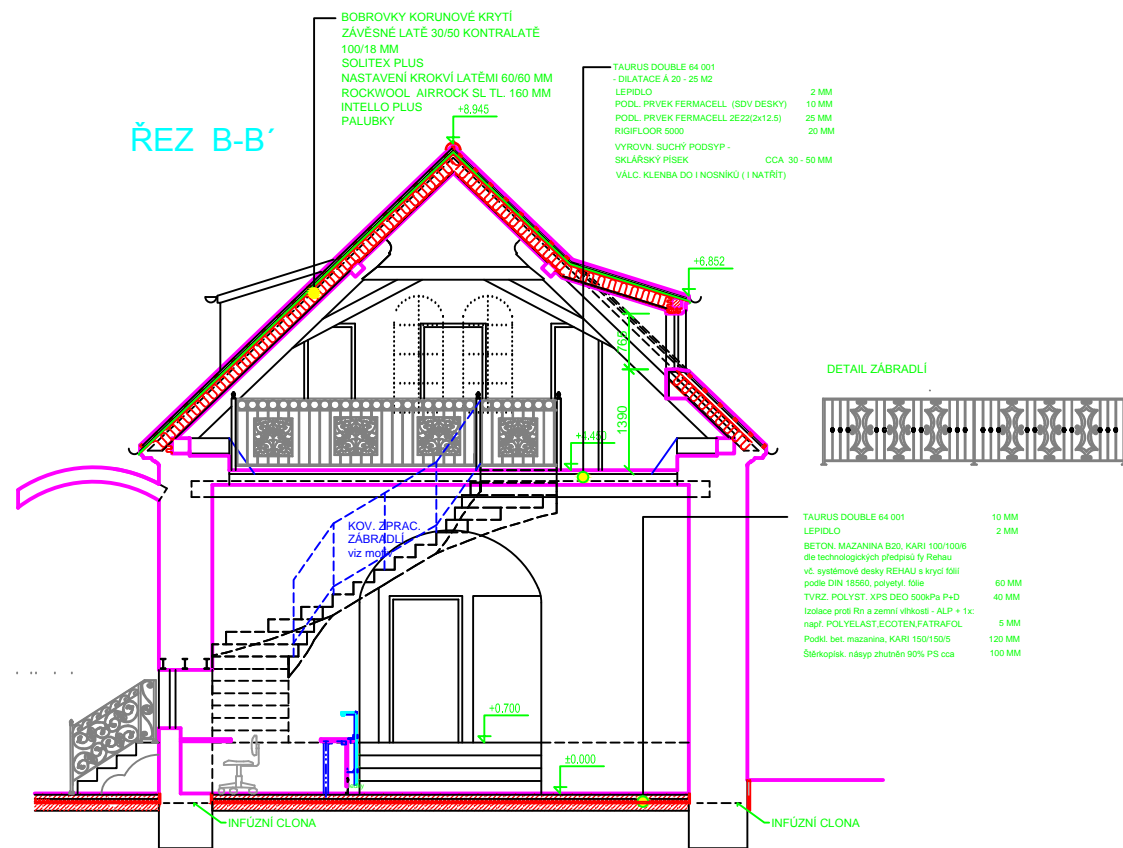 BOBROVKY KORUNOVÉ KRYTÍ
ZÁVĚSNÉ LATĚ 30/50 KONTRALATĚ
100/18 MM
SOLITEX PLUS
NASTAVENÍ KROKVÍ LATĚMI 60/60 MM
ROCKWOOL AIRROCK SL TL. 160 MM
INTELLO PLUS
PALUBKY
+8,945
ŘEZ B-B´
TAURUS DOUBLE 64 001
- DILATACE Á 20 - 25 M2
LEPIDLO 2 MM
PODL. PRVEK FERMACELL (SDV DESKY) 10 MM
PODL. PRVEK FERMACELL 2E22(2x12,5) 25 MM
RIGIFLOOR 5000 20 MM
VYROVN. SUCHÝ PODSYP -
SKLÁŘSKÝ PÍSEK CCA 30 - 50 MM
VÁLC. KLENBA DO I NOSNÍKŮ ( I NATŘÍT)
+6,852
765
1390
+4,450
DETAIL ZÁBRADLÍ
KOV. ZPRAC.
ZÁBRADLÍ
viz motiv
TAURUS DOUBLE 64 001 10 MM
LEPIDLO 2 MM
BETON. MAZANINA B20, KARI 100/100/6
dle technologických předpisů fy Rehau
vč. systémové desky REHAU s krycí fólií
podle DIN 18560, polyetyl. fólie 60 MM
TVRZ. POLYST. XPS DEO 500kPa P+D 40 MM
Izolace proti Rn a zemní vlhkosti - ALP + 1x
např. POLYELAST,ECOTEN,FATRAFOL 5 MM
Podkl. bet. mazanina, KARI 150/150/6 120 MM
Štěrkopísk. násyp zhutněn 90% PS cca 100 MM
+0,700
±0.000
INFÚZNÍ CLONA
INFÚZNÍ CLONA